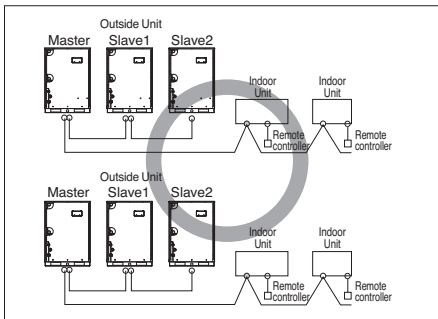 Outside Unit
Master Slave1 Slave2
Indoor
Unit
Indoor
Unit
Remote
controller
Remote
controller
Outside Unit
Master Slave1 Slave2
Indoor
Unit
Indoor
Unit
Remote
controller
Remote
controller